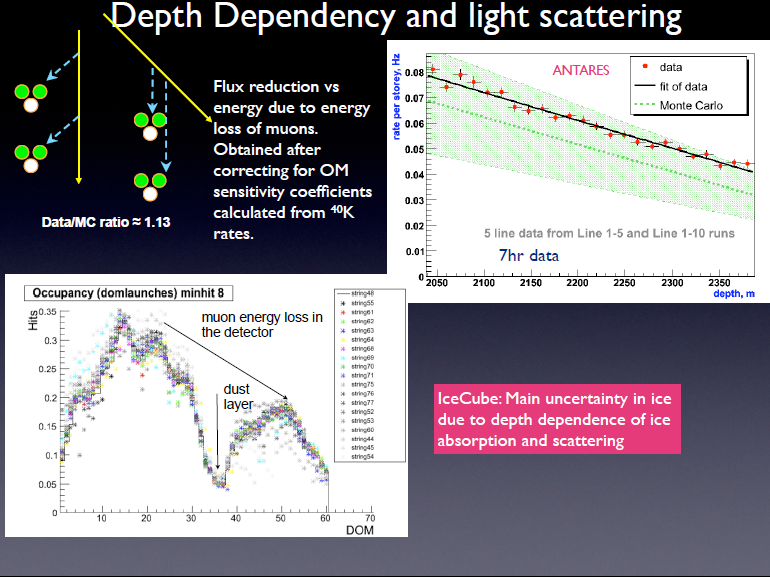 Depth Dependency and light scattering
Flux reduction vs
energy due to energy
loss of muons.
Obtained after
correcting for OM
sensitivity coefficients
calculated from ⁴⁰K
rates.
Data/MC ratio ≈ 1.13
rate per storey, Hz
0.08
0.07
0.06
0.05
0.04
0.03
0.02
0.01
0
ANTARES
data
fit of data
Monte Carlo
5 line data from Line 1-5 and Line 1-10 runs
7hr data
2050 2100 2150 2200 2250 2300 2350
depth, m
Occupancy (domlaunches) minhit 8
Hits
0.35
0.3
0.25
0.2
0.15
0.1
0.05
0
muon energy loss in
the detector
dust
layer
string48
string55
string61
string62
string63
string64
string68
string69
string70
string71
string75
string76
string77
string52
string53
string60
string44
string45
string54
10 20 30 40 50 60 70
DOM
IceCube: Main uncertainty in ice
due to depth dependence of ice
absorption and scattering